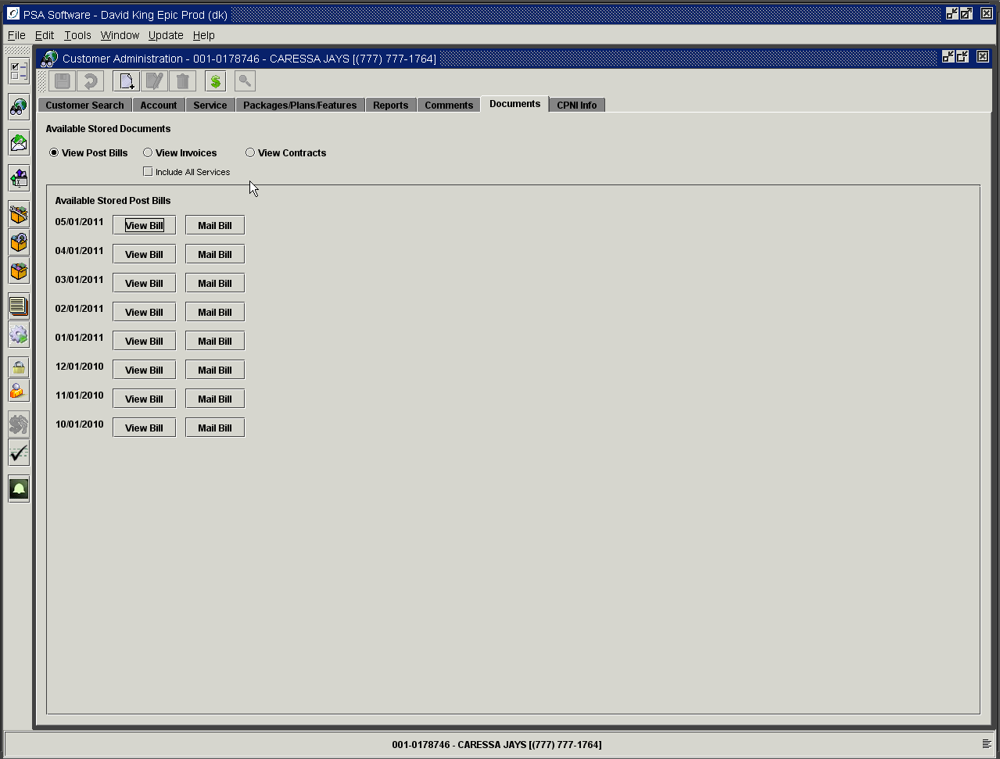 PSA Software - David King Epic Prod (dk)
File Edit Tools Window Update Help
Customer Administration - 001-0178746 - CARESSA JAYS [(777) 777-1764]
Customer Search Account Service Packages/Plans/Features Reports Comments Documents CPNI Info
Available Stored Documents
View Post Bills View Invoices View Contracts
Include All Services
Available Stored Post Bills
05/01/2011 View Bill Mail Bill
04/01/2011 View Bill Mail Bill
03/01/2011 View Bill Mail Bill
02/01/2011 View Bill Mail Bill
01/01/2011 View Bill Mail Bill
12/01/2010 View Bill Mail Bill
11/01/2010 View Bill Mail Bill
10/01/2010 View Bill Mail Bill
001-0178746 - CARESSA JAYS [(777) 777-1764]